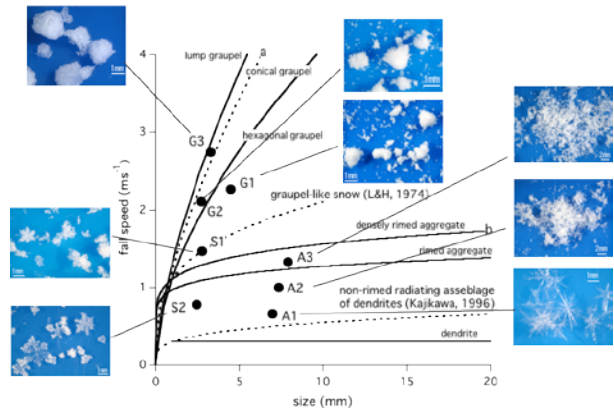 4
3
2
1
0
fall speed (ms⁻¹)
0
5
10
15
20
size (mm)
lump graupel
a
conical graupel
hexagonal graupel
graupel-like snow (L&H, 1974)
densely rimed aggregate
b
rimed aggregate
non-rimed radiating asseblage
of dendrites (Kajikawa, 1996)
dendrite
G3
G1
G2
S1
A3
S2
A2
A1
1mm
1mm
1mm
2mm
1mm
1mm